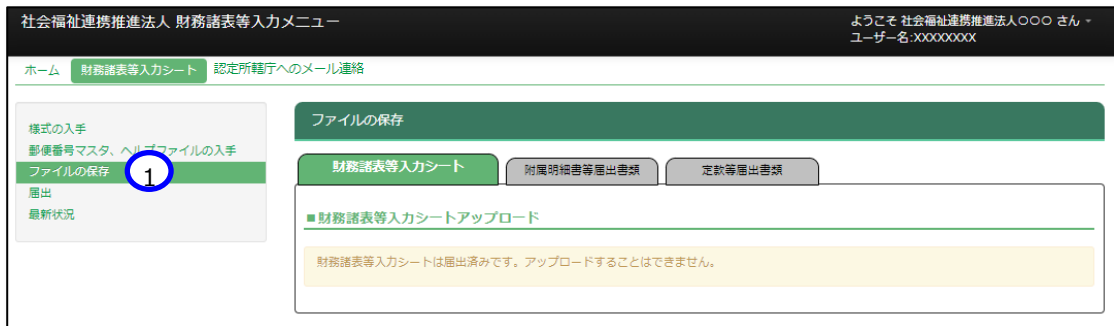 社会福祉連携推進法人 財務諸表等入力メニュー
ようこそ 社会福祉連携推進法人〇〇〇 さん
ユーザー名:XXXXXXXX
ホーム 財務諸表等入力シート 認定所轄庁へのメール連絡
様式の入手
郵便番号マスタ、ヘルプファイルの入手
ファイルの保存 1
届出
最新状況
ファイルの保存
財務諸表等入力シート 附属明細書等届出書類 定款等届出書類
■財務諸表等入力シートアップロード
財務諸表等入力シートは届出済みです。アップロードすることはできません。